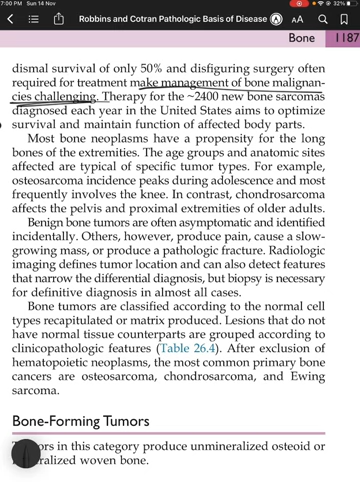 7:00 PM Sun 14 Nov
32%
Robbins and Cotran Pathologic Basis of Disease
AA
Bone 1187
dismal survival of only 50% and disfiguring surgery often
required for treatment make management of bone malignan-
cies challenging. Therapy for the ~2400 new bone sarcomas
diagnosed each year in the United States aims to optimize
survival and maintain function of affected body parts.
Most bone neoplasms have a propensity for the long
bones of the extremities. The age groups and anatomic sites
affected are typical of specific tumor types. For example,
osteosarcoma incidence peaks during adolescence and most
frequently involves the knee. In contrast, chondrosarcoma
affects the pelvis and proximal extremities of older adults.
Benign bone tumors are often asymptomatic and identified
incidentally. Others, however, produce pain, cause a slow-
growing mass, or produce a pathologic fracture. Radiologic
imaging defines tumor location and can also detect features
that narrow the differential diagnosis, but biopsy is necessary
for definitive diagnosis in almost all cases.
Bone tumors are classified according to the normal cell
types recapitulated or matrix produced. Lesions that do not
have normal tissue counterparts are grouped according to
clinicopathologic features (Table 26.4). After exclusion of
hematopoietic neoplasms, the most common primary bone
cancers are osteosarcoma, chondrosarcoma, and Ewing
sarcoma.
Bone-Forming Tumors
in this category produce unmineralized osteoid or
woven bone.